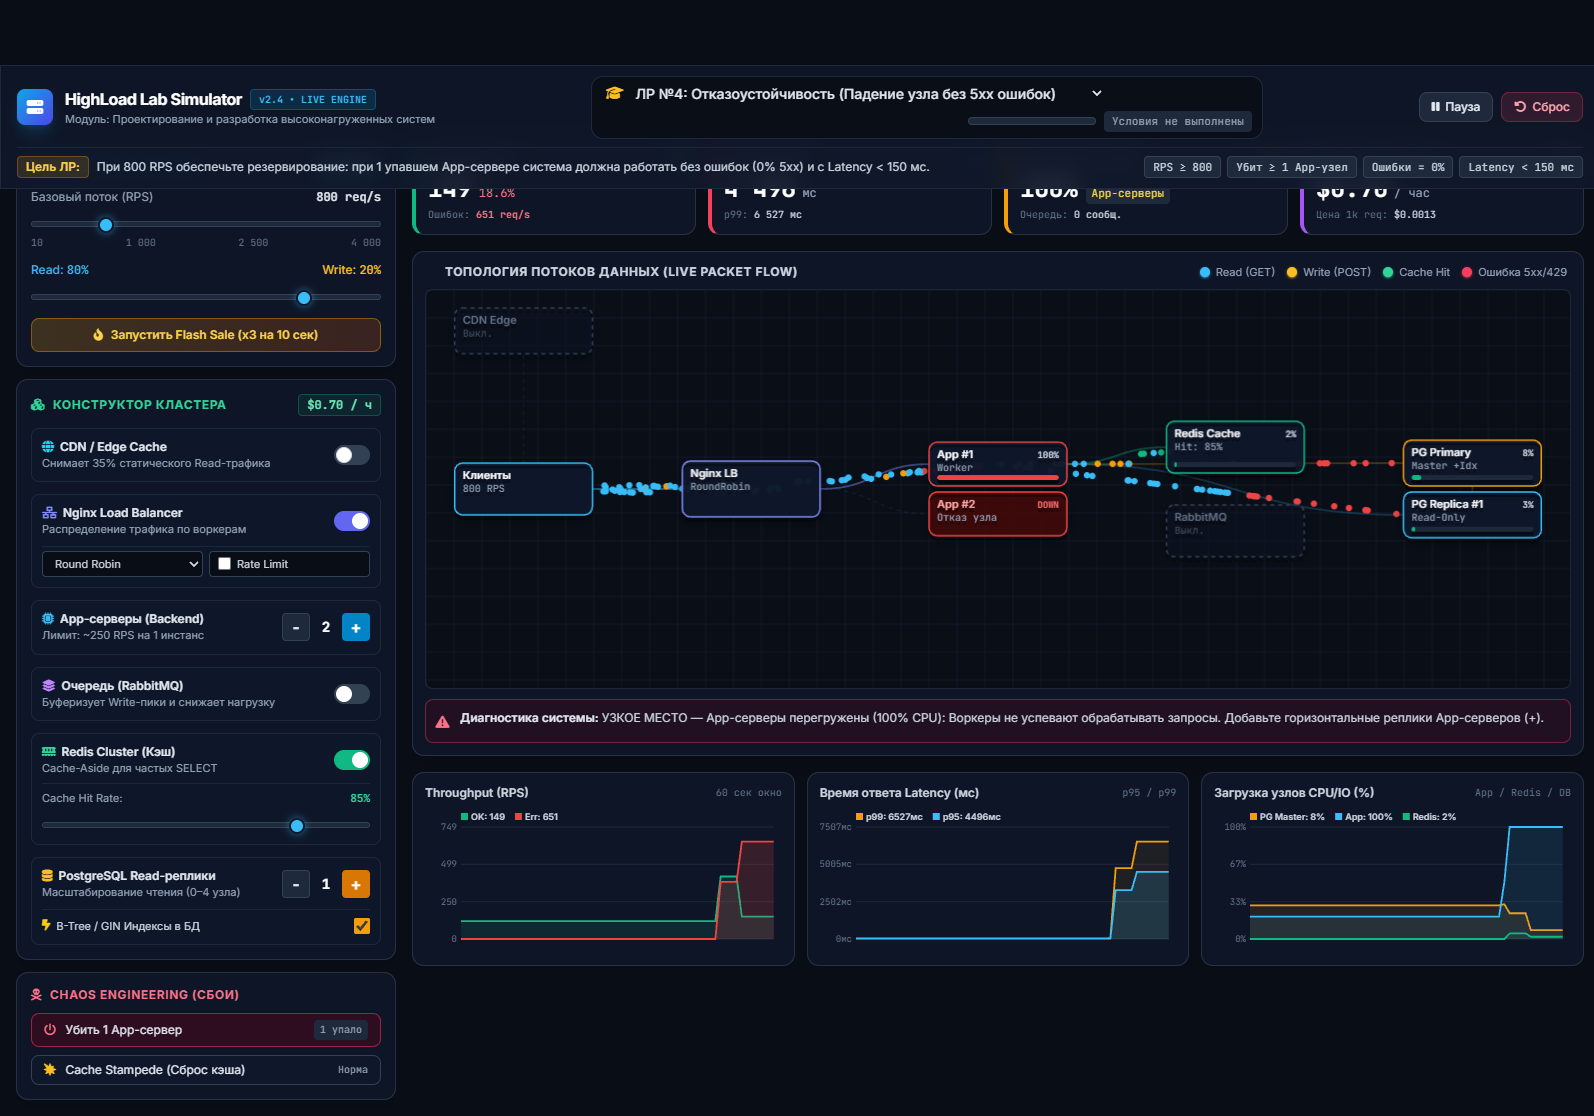 HighLoad Lab Simulator
v2.4 • LIVE ENGINE
Модуль: Проектирование и разработка высоконагруженных систем
ЛР №4: Отказоустойчивость (Падение узла без 5xx ошибок)
Условия не выполнены
Пауза
Сброс
Цель ЛР:
При 800 RPS обеспечьте резервирование: при 1 упавшем App-сервере система должна работать без ошибок (0% 5xx) и с Latency < 150 мс.
RPS ≥ 800
Убит ≥ 1 App-узел
Ошибки = 0%
Latency < 150 мс
Базовый поток (RPS)
800 req/s
10
1 000
2 500
4 000
Read: 80%
Write: 20%
Запустить Flash Sale (x3 на 10 сек)
КОНСТРУКТОР КЛАСТЕРА
$0.70 / ч
CDN / Edge Cache
Снимает 35% статического Read-трафика
Nginx Load Balancer
Распределение трафика по воркерам
Round Robin
Rate Limit
App-серверы (Backend)
Лимит: ~250 RPS на 1 инстанс
- 2 +
Очередь (RabbitMQ)
Буферизует Write-пики и снижает нагрузку
Redis Cluster (Кэш)
Cache-Aside для частых SELECT
Cache Hit Rate:
85%
PostgreSQL Read-реплики
Масштабирование чтения (0–4 узла)
- 1 +
B-Tree / GIN Индексы в БД
CHAOS ENGINEERING (СБОИ)
Убить 1 App-сервер
1 упало
Cache Stampede (Сброс кэша)
Норма
149 18.6%
Ошибок: 651 req/s
4 496 мс
p99: 6 527 мс
100% App-серверы
Очередь: 0 сообщ.
$0.70 / час
Цена 1k req: $0.0013
ТОПОЛОГИЯ ПОТОКОВ ДАННЫХ (LIVE PACKET FLOW)
Read (GET)
Write (POST)
Cache Hit
Ошибка 5xx/429
CDN Edge
Выкл.
Клиенты
800 RPS
Nginx LB
RoundRobin
App #1
100%
Worker
App #2
DOWN
Отказ узла
Redis Cache
2%
Hit: 85%
RabbitMQ
Выкл.
PG Primary
8%
Master +Idx
PG Replica #1
3%
Read-Only
Диагностика системы: УЗКОЕ МЕСТО — App-серверы перегружены (100% CPU): Воркеры не успевают обрабатывать запросы. Добавьте горизонтальные реплики App-серверов (+).
Throughput (RPS)
60 сек окно
OK: 149
Err: 651
749
499
250
0
Время ответа Latency (мс)
p95 / p99
p99: 6527мс
p95: 4496мс
7507мс
5005мс
2502мс
0мс
Загрузка узлов CPU/IO (%)
App / Redis / DB
PG Master: 8%
App: 100%
Redis: 2%
100%
67%
33%
0%